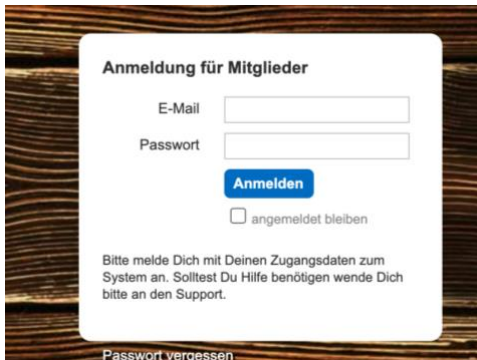 Anmeldung für Mitglieder
E-Mail
Passwort
Anmelden
angemeldet bleiben
Bitte melde Dich mit Deinen Zugangsdaten zum
System an. Solltest Du Hilfe benötigen wende Dich
bitte an den Support.
Passwort vergessen